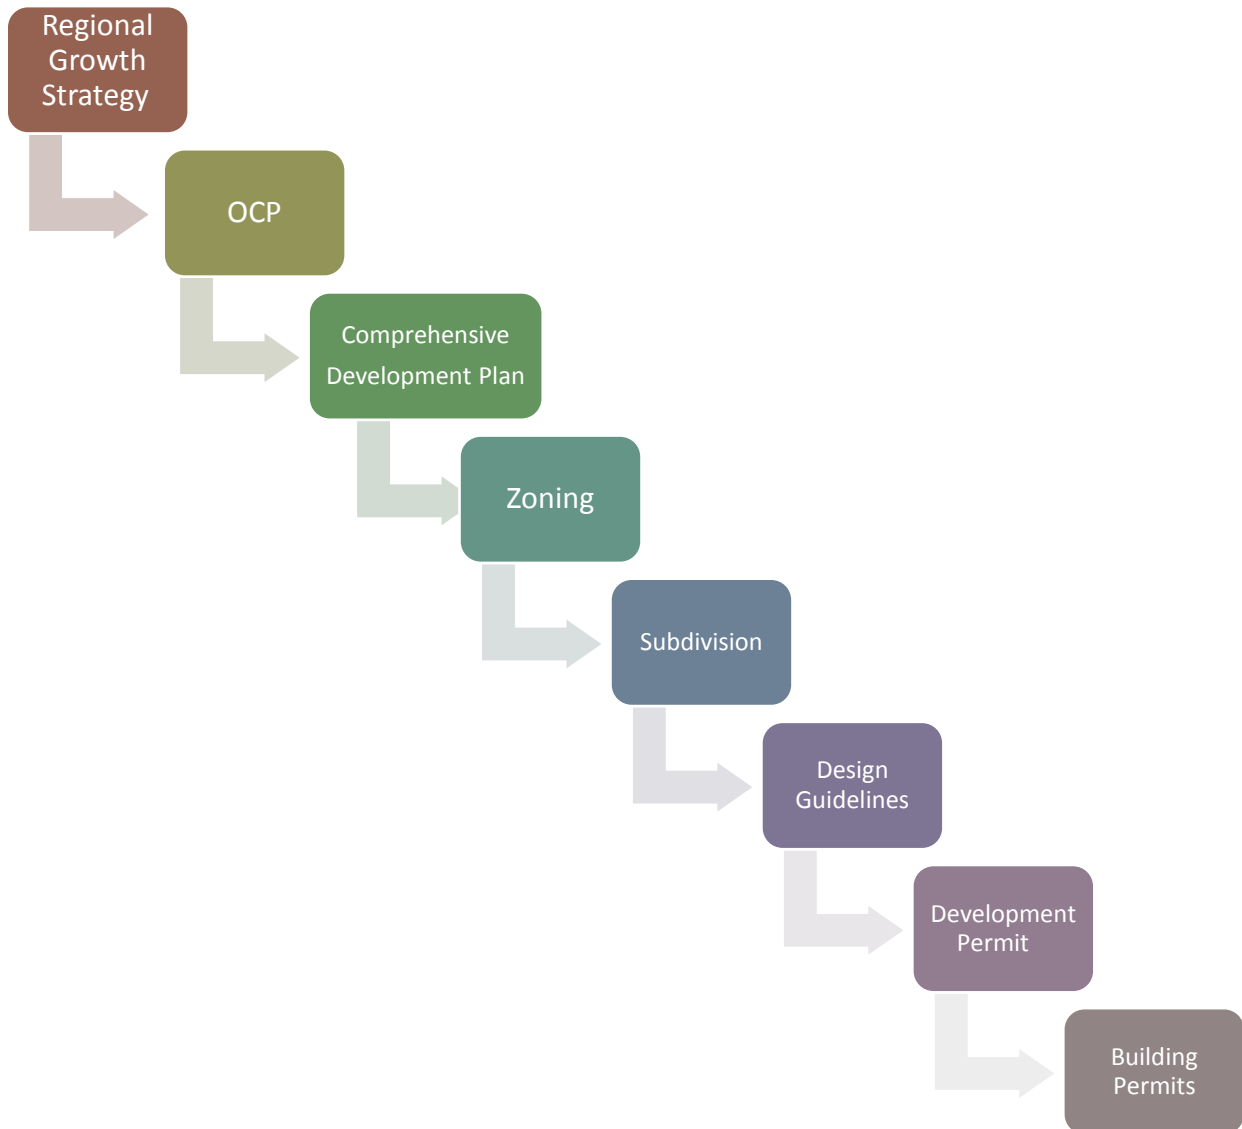 Regional
Growth
Strategy
OCP
Comprehensive
Development Plan
Zoning
Subdivision
Design
Guidelines
Development
Permit
Building
Permits